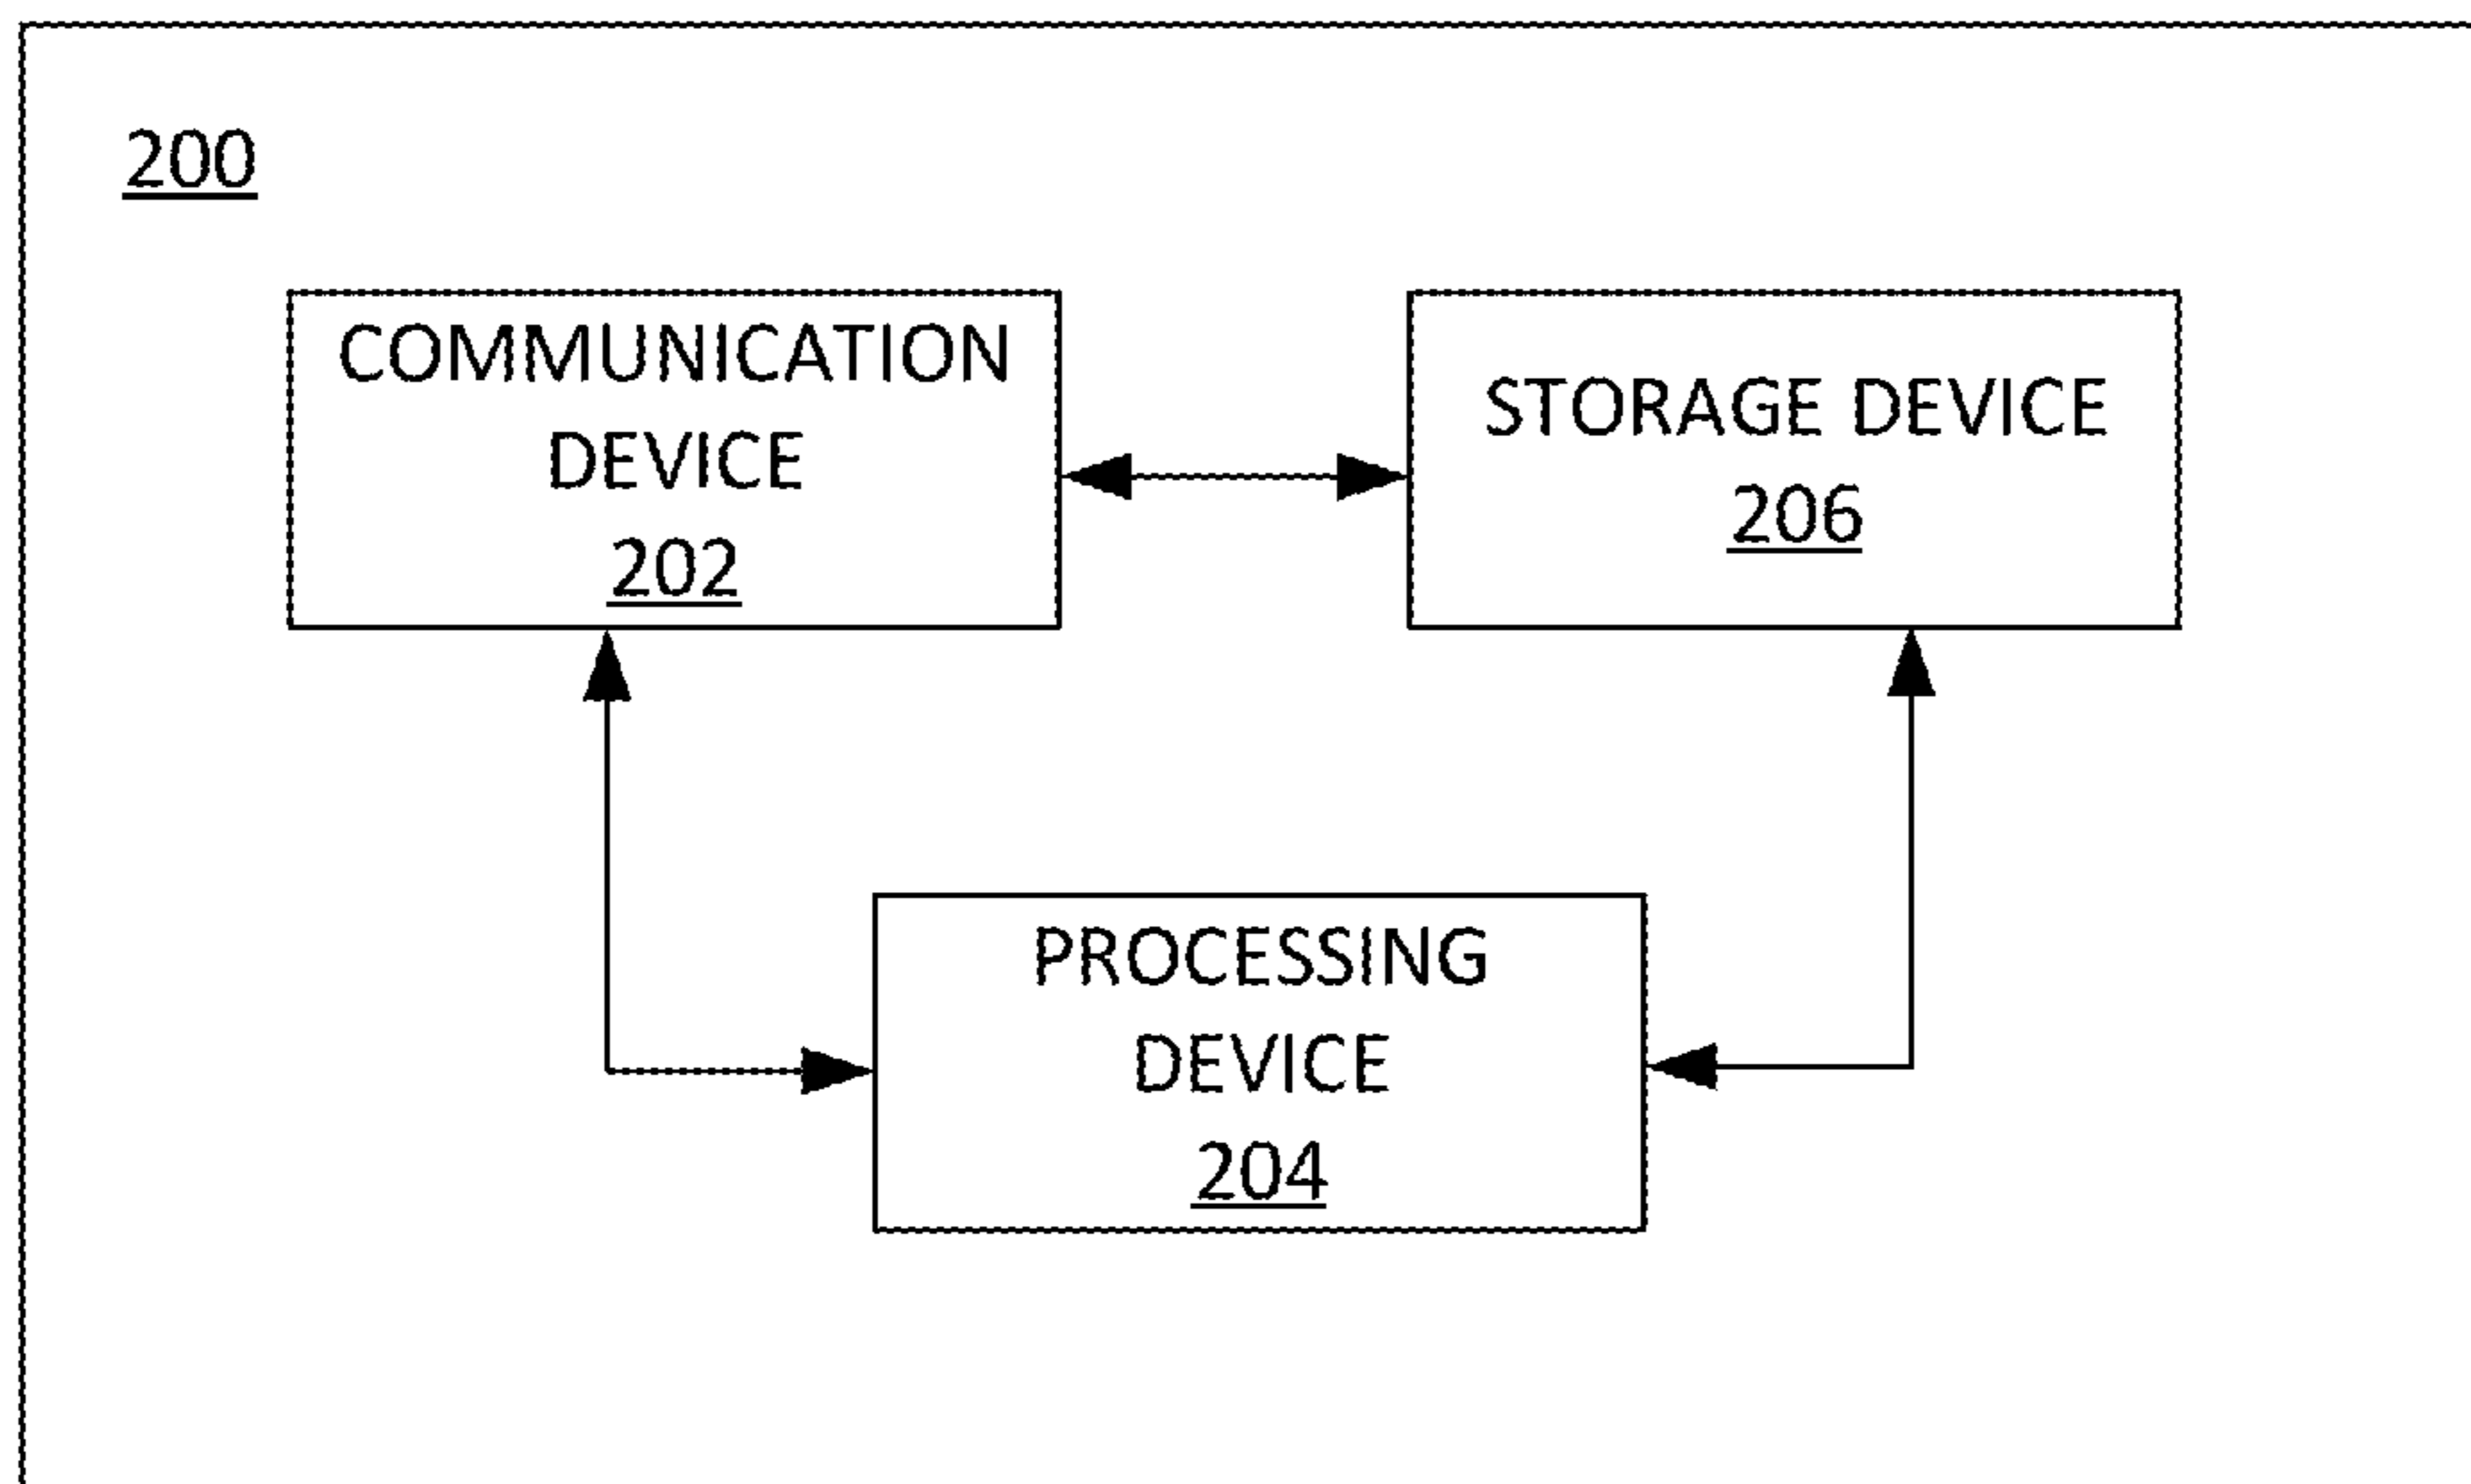 200
COMMUNICATION
DEVICE
202
STORAGE DEVICE
206
PROCESSING
DEVICE
204